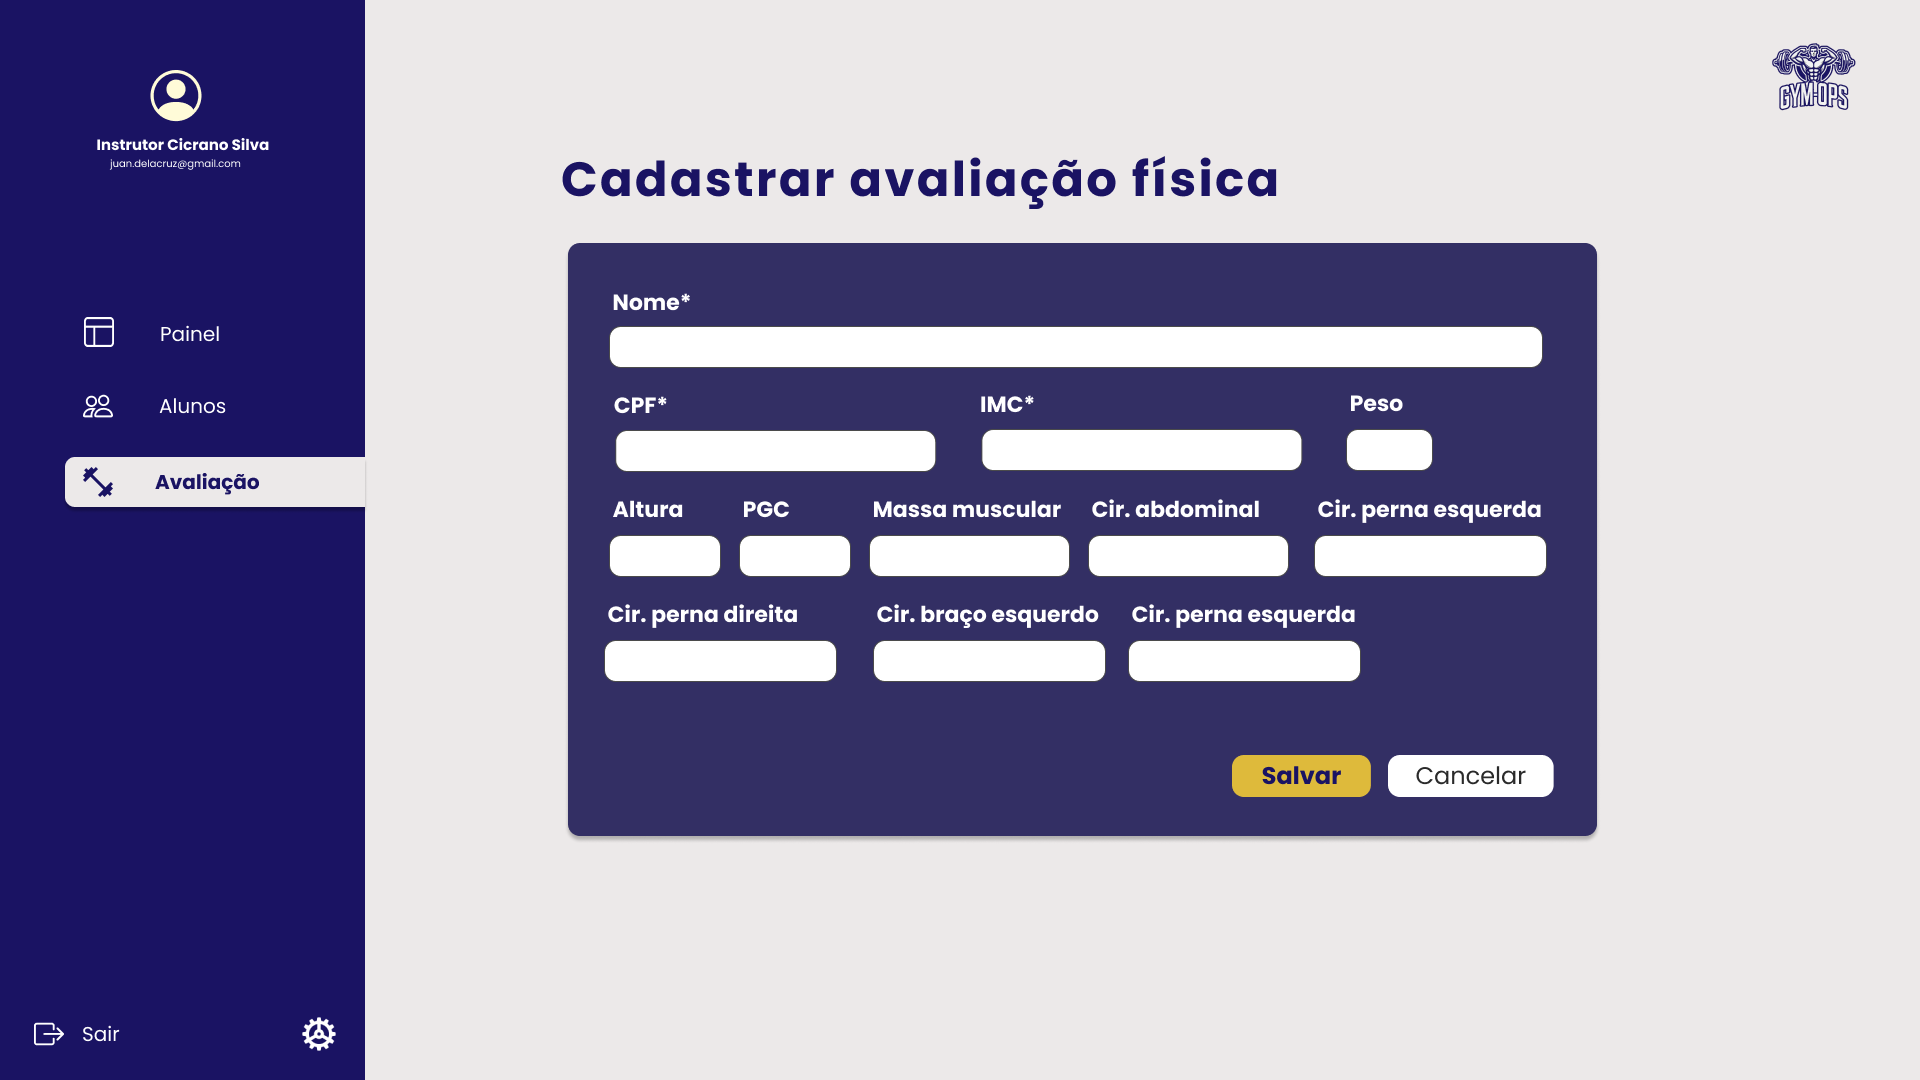 Instrutor Cicrano Silva
juan.delacruz@gmail.com
Painel
Alunos
Avaliação
Sair
GYM-OPS
Cadastrar avaliação física
Nome*
CPF* IMC* Peso
Altura PGC Massa muscular Cir. abdominal Cir. perna esquerda
Cir. perna direita Cir. braço esquerdo Cir. perna esquerda
Salvar Cancelar